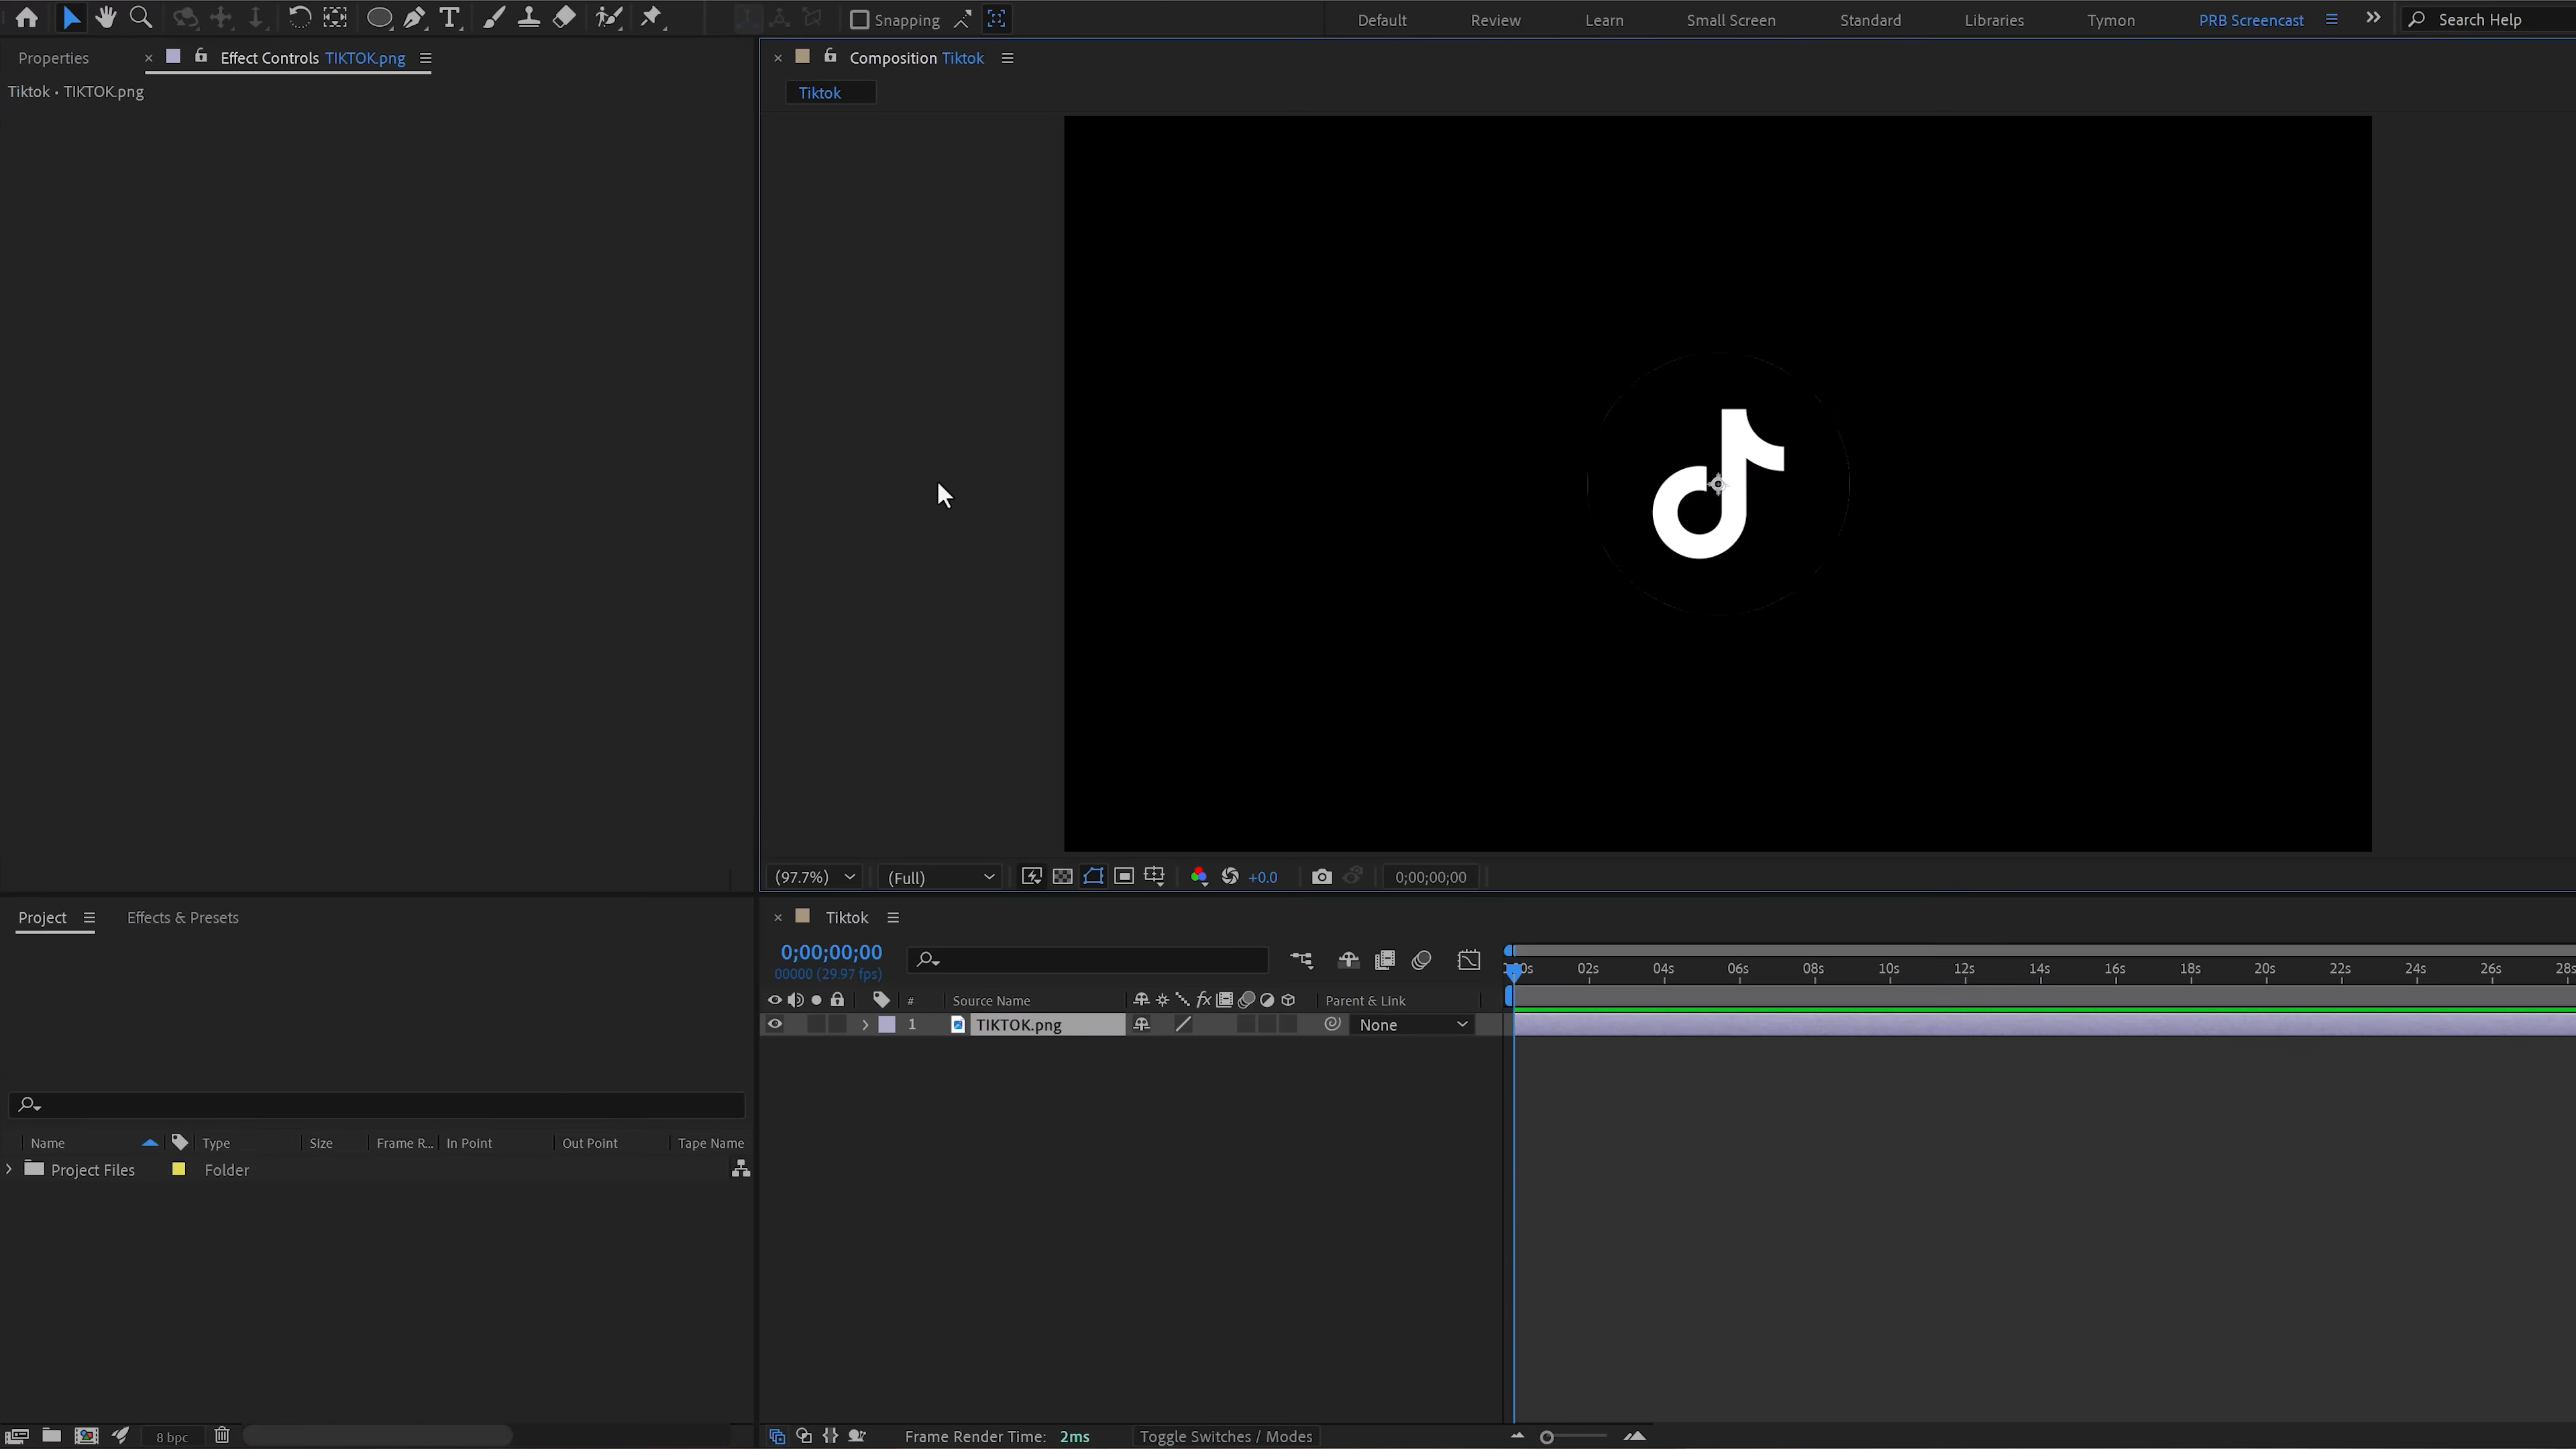 Snapping
Default
Review
Learn
Small Screen
Standard
Libraries
Tymon
PRB Screencast
Search Help
Properties
Effect Controls TIKTOK.png
Composition Tiktok
Tiktok • TIKTOK.png
Tiktok
(97.7%)
(Full)
+0.0
0;00;00;00
Project
Effects & Presets
Tiktok
0;00;00;00
00000 (29.97 fps)
02s 04s 06s 08s 10s 12s 14s 16s 18s 20s 22s 24s 26s
# Source Name
Parent & Link
1 TIKTOK.png
None
Name
Type
Size
Frame R...
In Point
Out Point
Tape Name
Project Files
Folder
8 bpc
Frame Render Time: 2ms
Toggle Switches / Modes